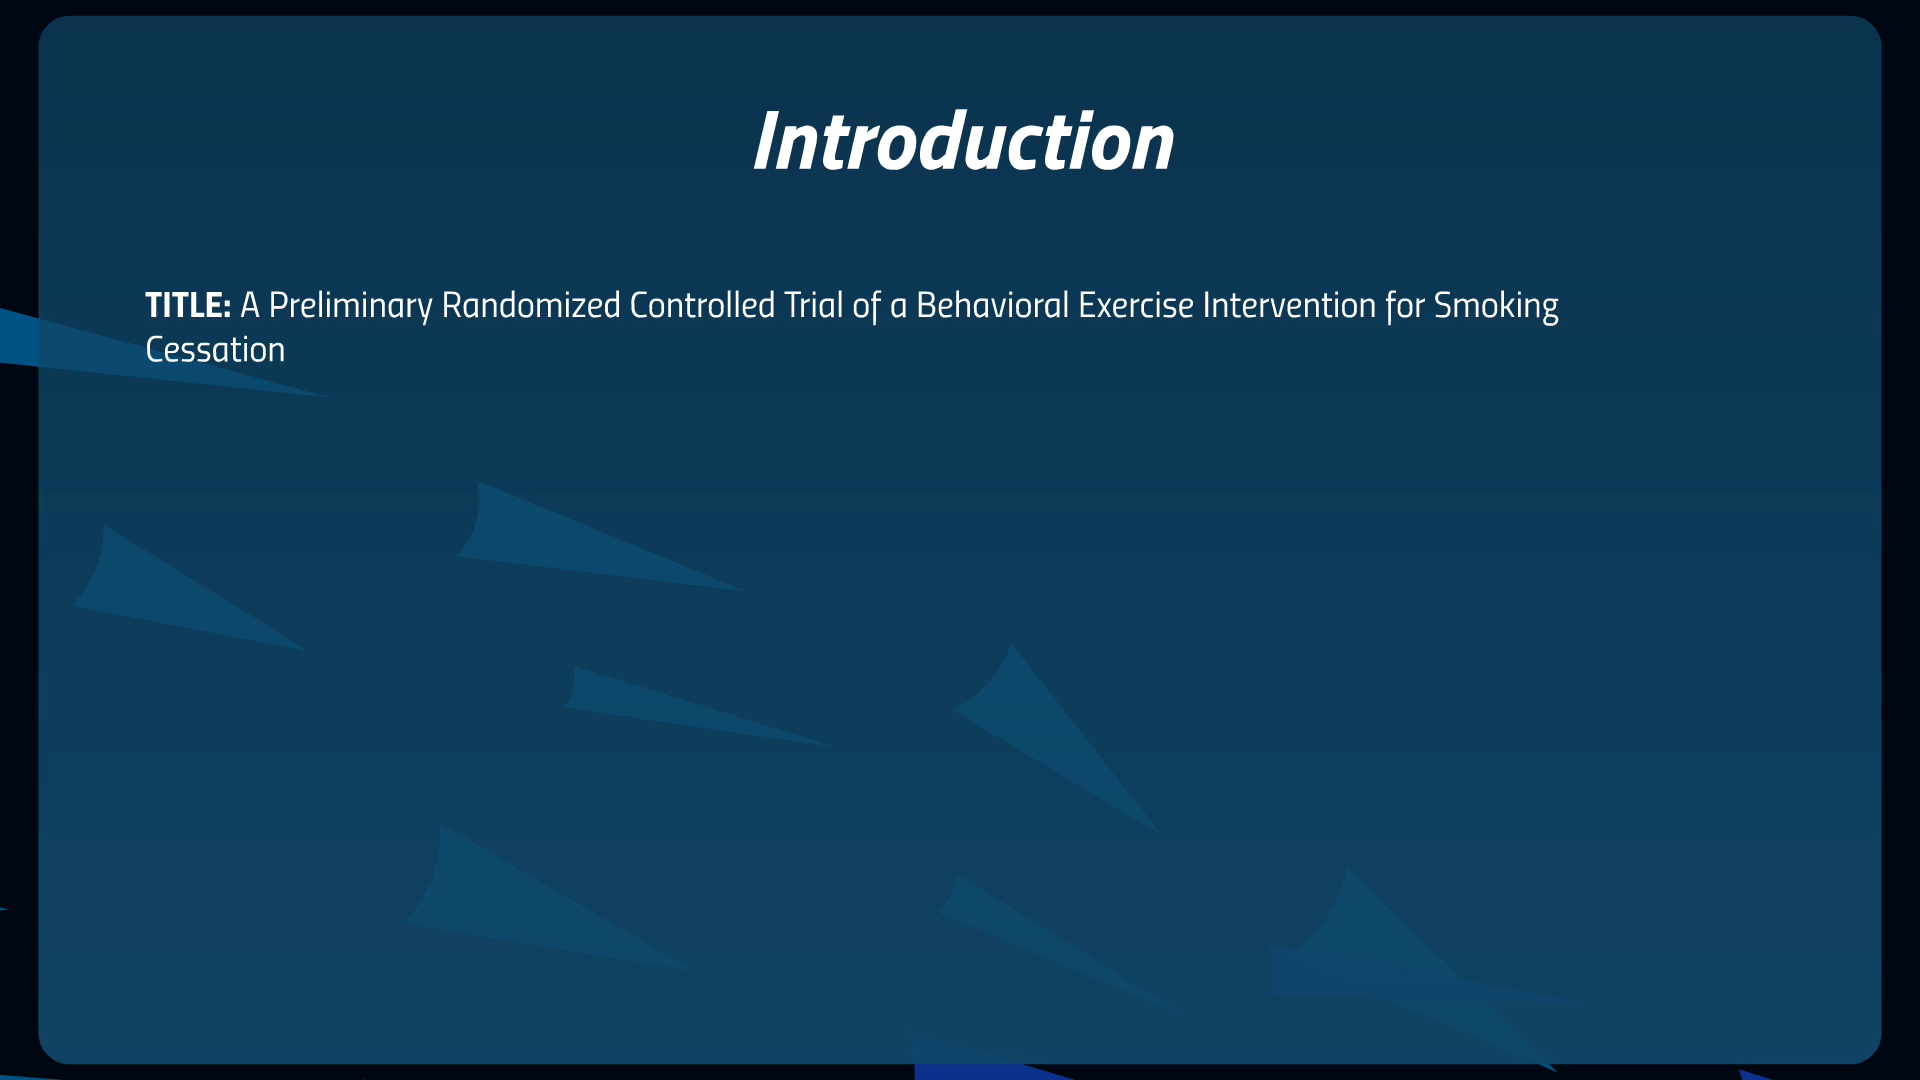 Introduction
TITLE: A Preliminary Randomized Controlled Trial of a Behavioral Exercise Intervention for Smoking
Cessation